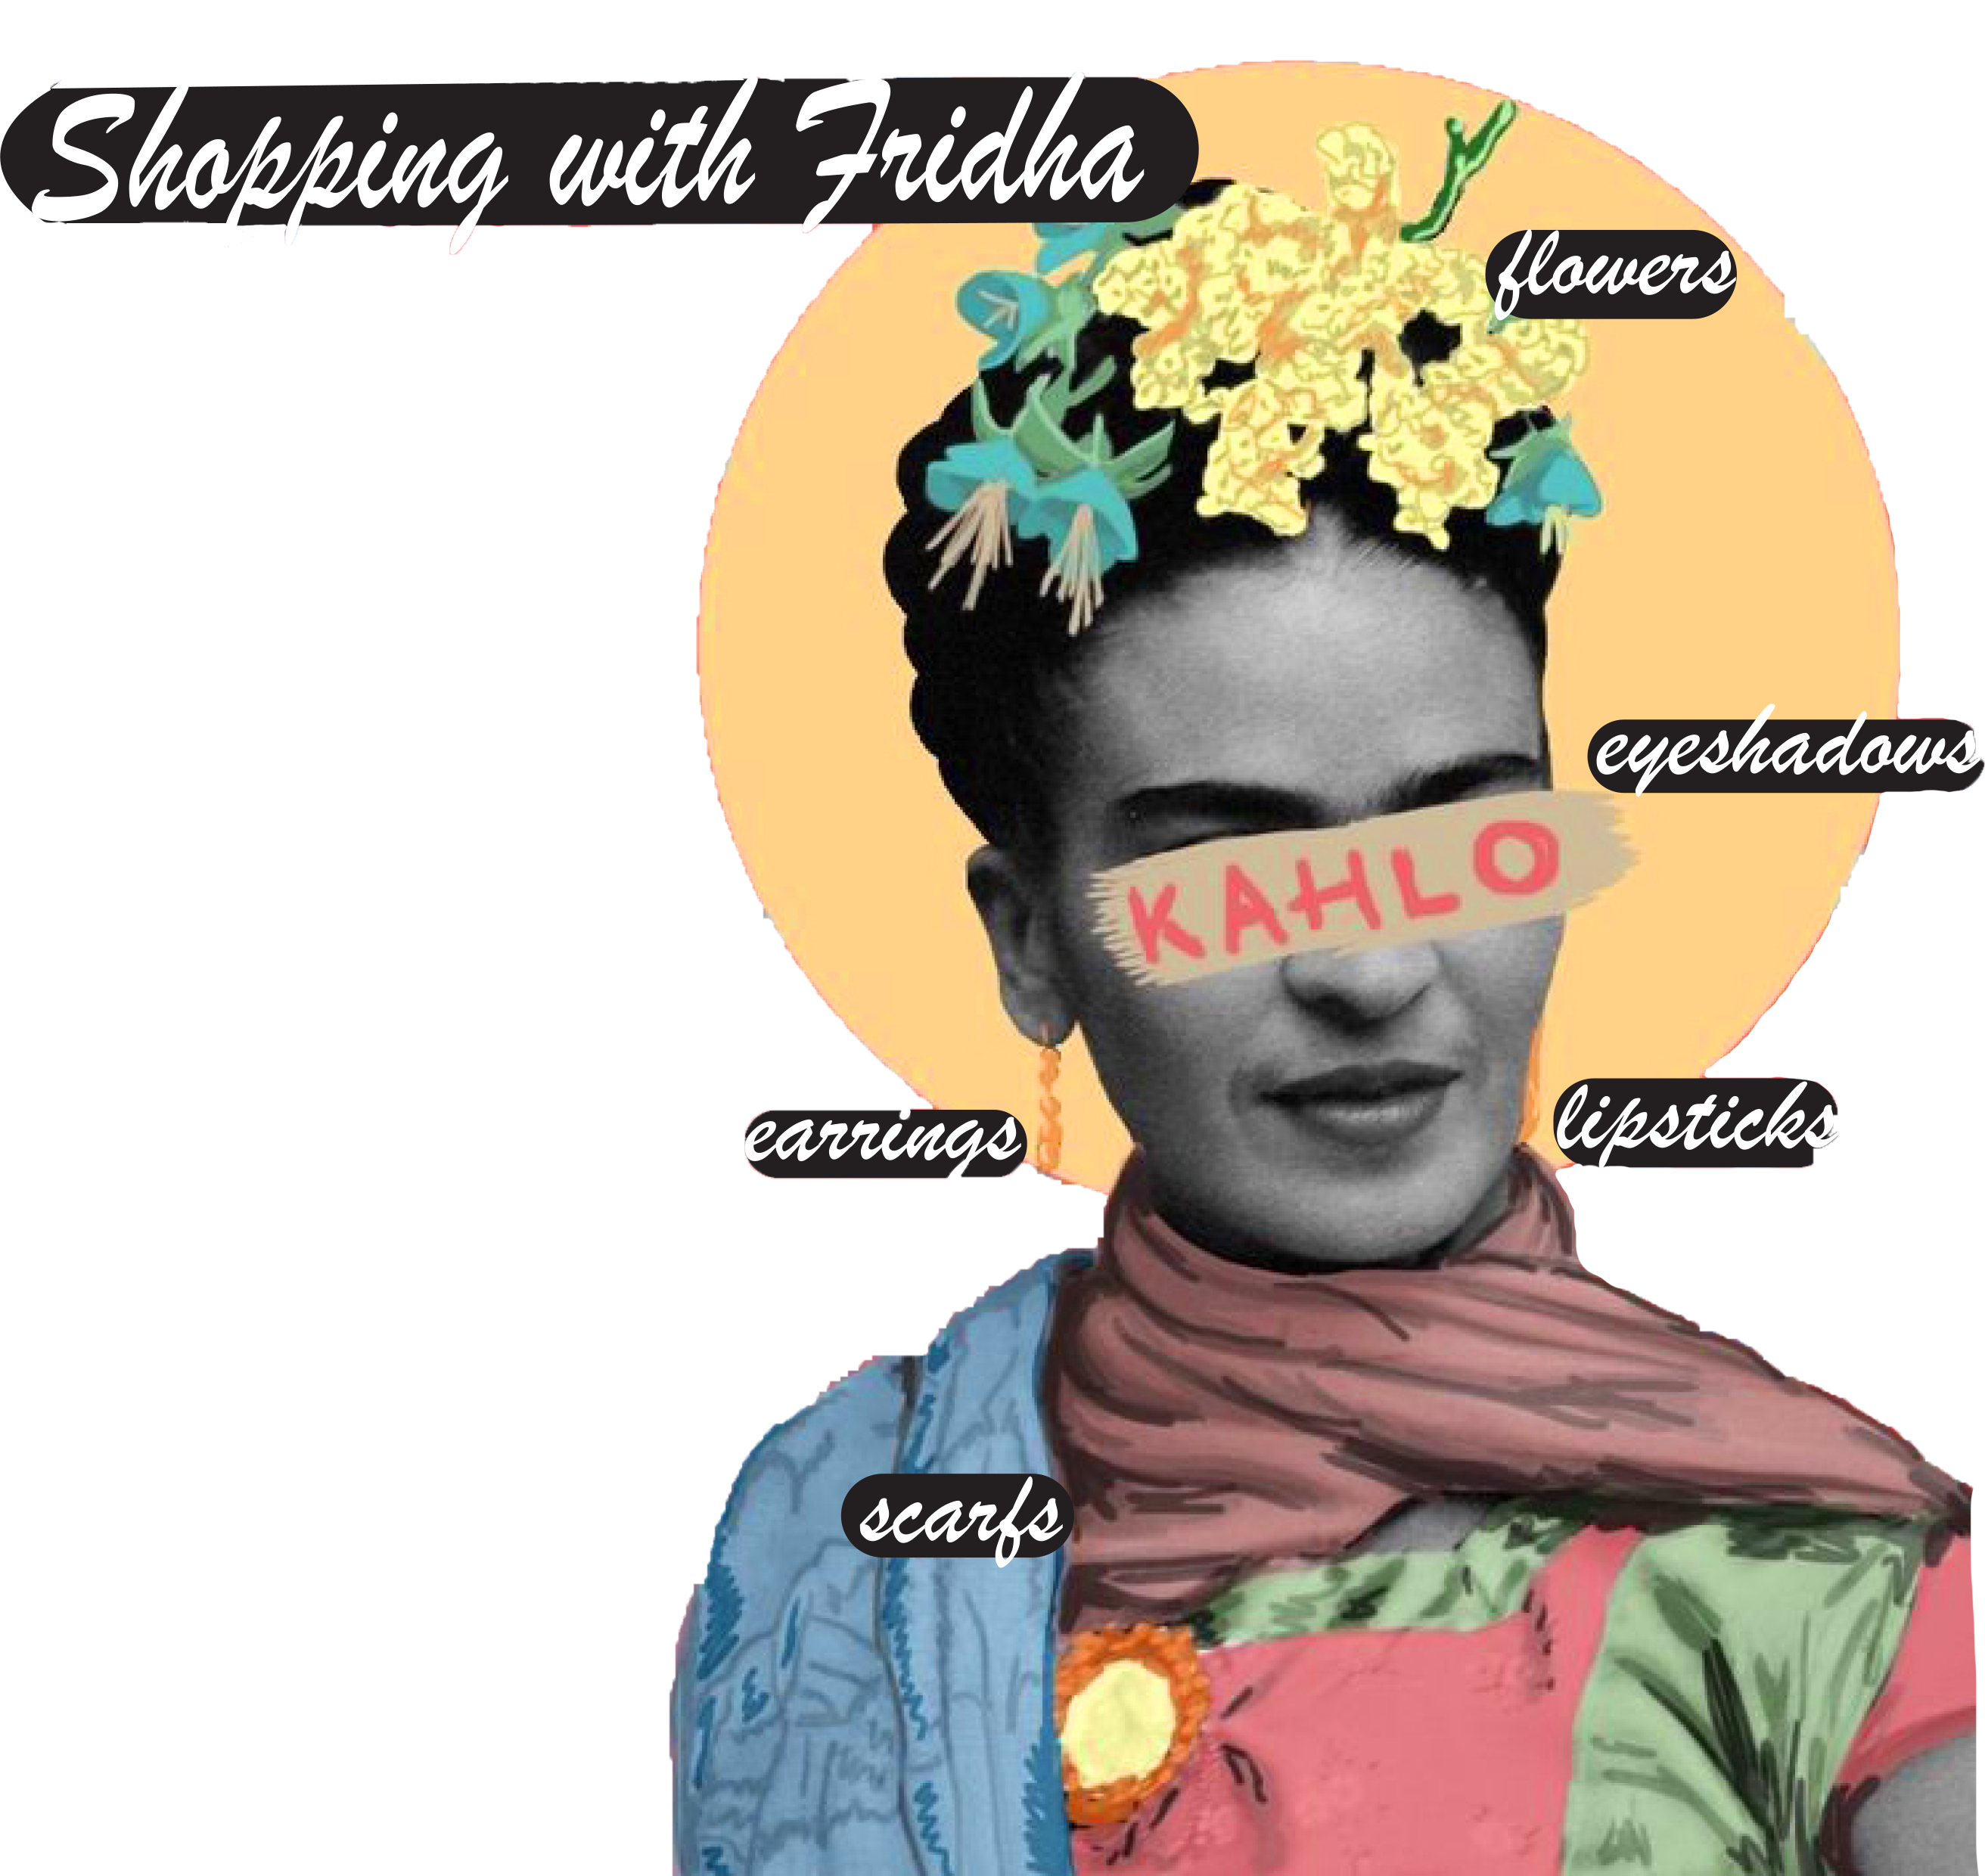 Shopping with Fridha
flowers
eyeshadows
KAHLO
earrings
lipsticks
scarfs